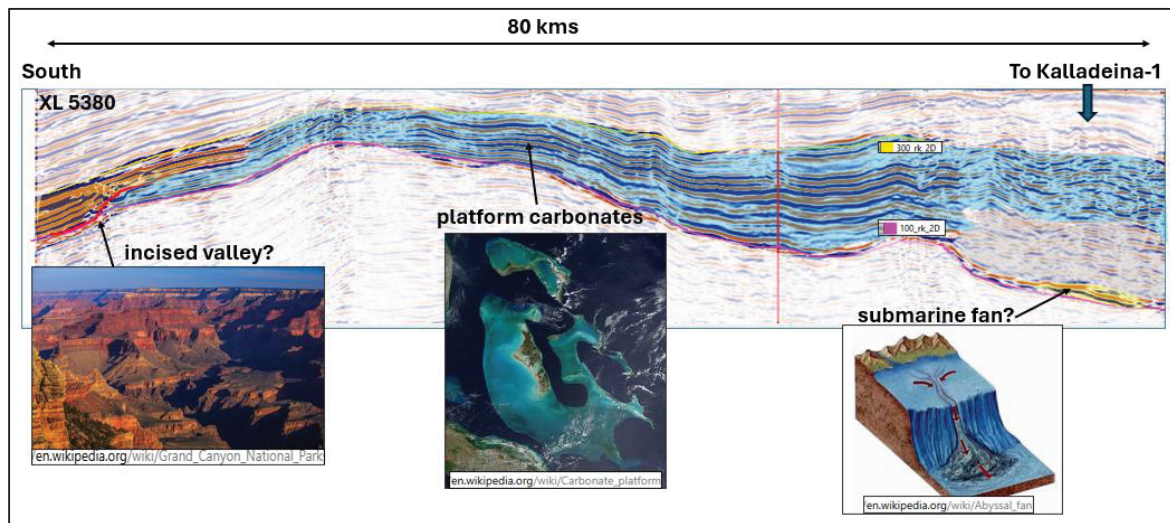 80 kms
South
To Kalladeina-1
XL 5380
300_rk_2D
platform carbonates
100_rk_2D
incised valley?
submarine fan?
/en.wikipedia.org/wiki/Grand_Canyon_National_Park
en.wikipedia.org/wiki/Carbonate_platform
/en.wikipedia.org/wiki/Abyssal_fan